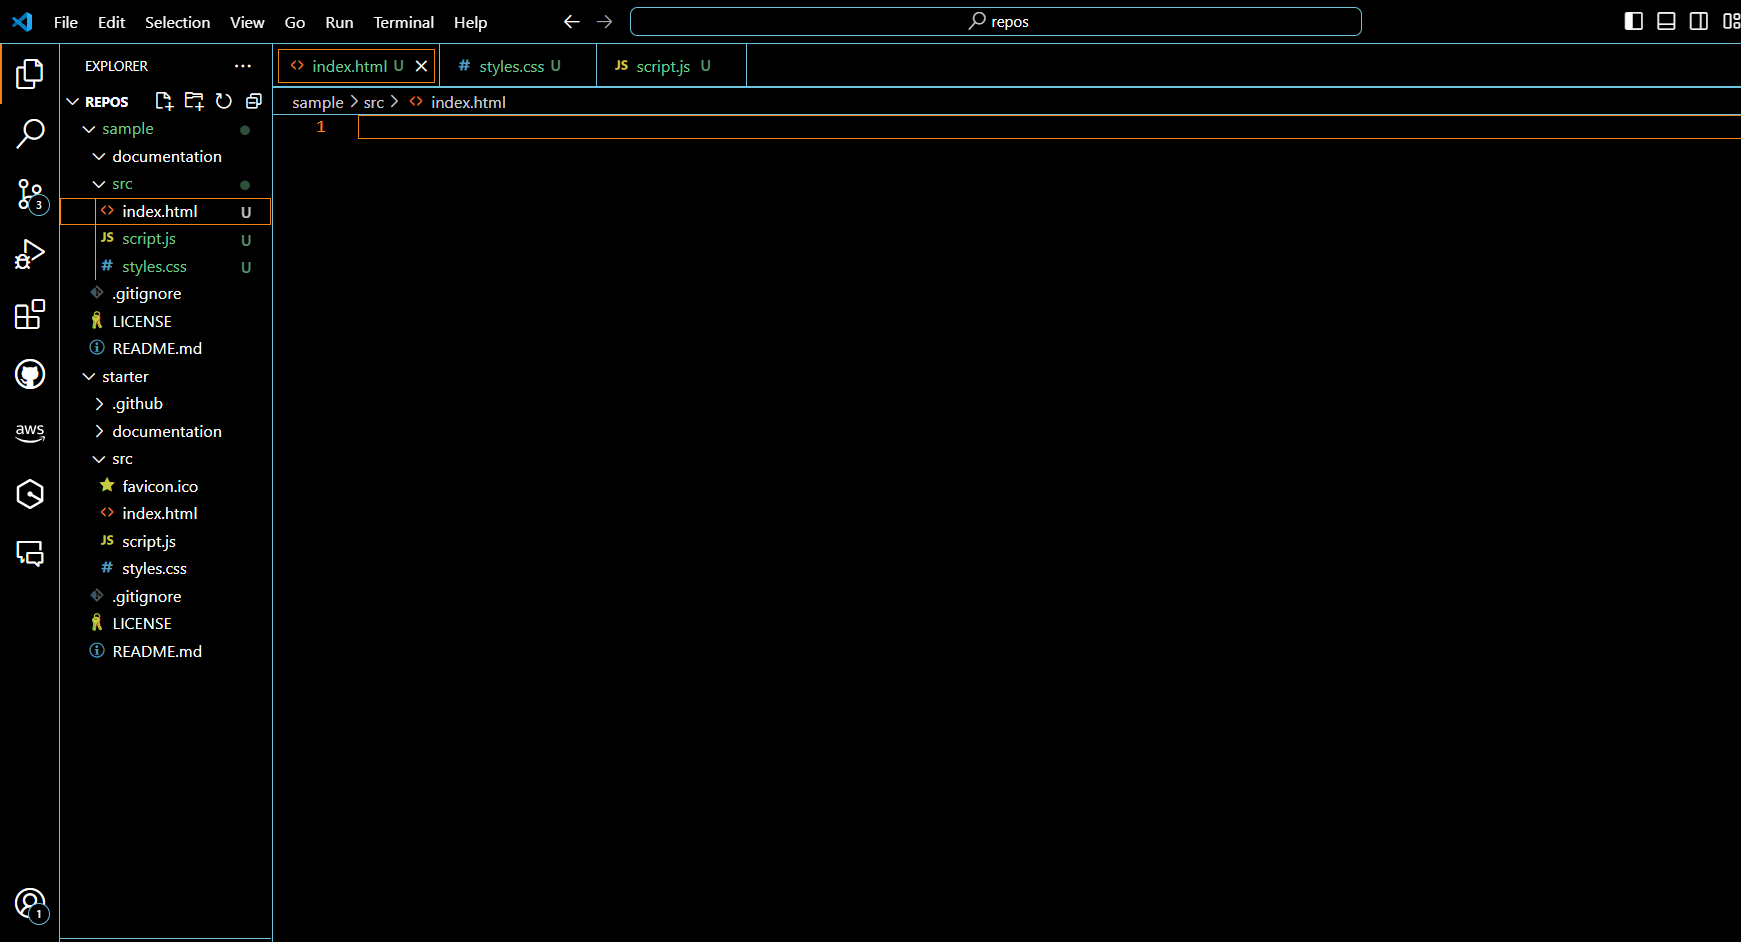 File Edit Selection View Go Run Terminal Help repos
EXPLORER
index.html U
styles.css U
JS script.js U
REPOS
sample > src > index.html
1
sample
documentation
src
index.html U
JS script.js U
# styles.css U
.gitignore
LICENSE
README.md
starter
.github
documentation
src
favicon.ico
index.html
JS script.js
# styles.css
.gitignore
LICENSE
README.md
3
aws
1